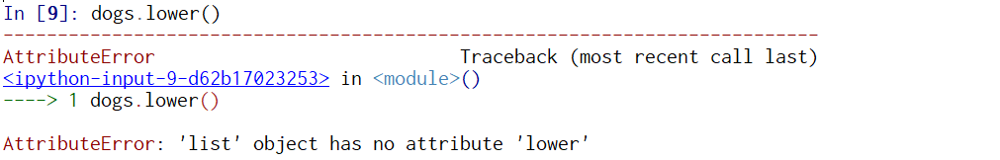 In [9]: dogs.lower()
---------------------------------------------------------------------------
AttributeError                            Traceback (most recent call last)
<ipython-input-9-d62b17023253> in <module>()
----> 1 dogs.lower()
AttributeError: 'list' object has no attribute 'lower'